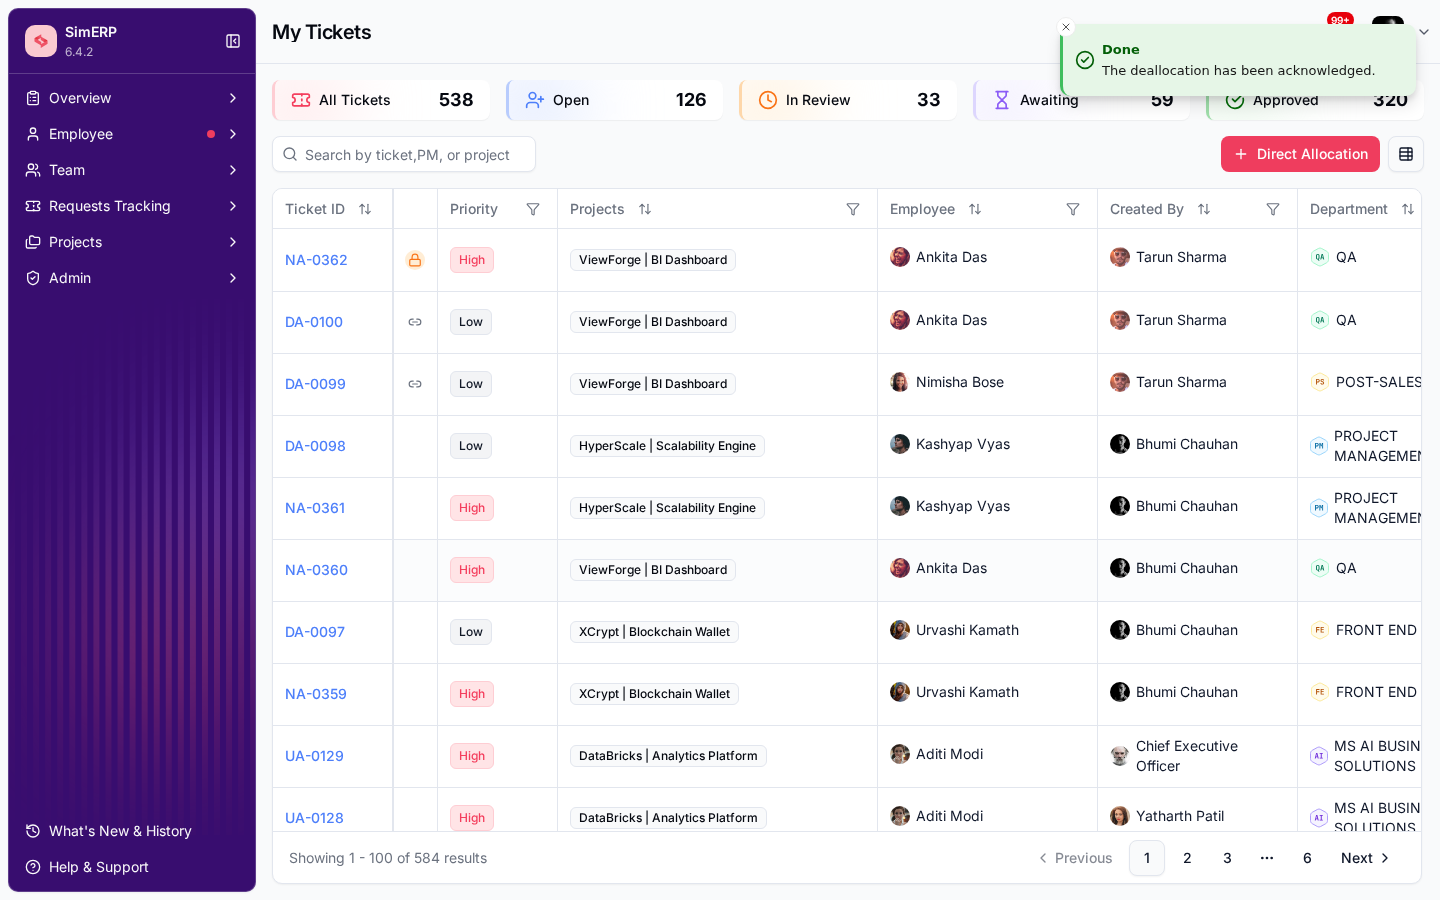 SimERP
6.4.2
Overview
Employee
Team
Requests Tracking
Projects
Admin
What's New & History
Help & Support
My Tickets
99+
Done
The deallocation has been acknowledged.
All Tickets 538
Open 126
In Review 33
Awaiting 59
Approved 320
Search by ticket,PM, or project
Direct Allocation
Ticket ID Priority Projects Employee Created By Department
NA-0362 High ViewForge | BI Dashboard Ankita Das Tarun Sharma QA QA
DA-0100 Low ViewForge | BI Dashboard Ankita Das Tarun Sharma QA QA
DA-0099 Low ViewForge | BI Dashboard Nimisha Bose Tarun Sharma PS POST-SALES
DA-0098 Low HyperScale | Scalability Engine Kashyap Vyas Bhumi Chauhan PM PROJECT
MANAGEMEN
NA-0361 High HyperScale | Scalability Engine Kashyap Vyas Bhumi Chauhan PM PROJECT
MANAGEMEN
NA-0360 High ViewForge | BI Dashboard Ankita Das Bhumi Chauhan QA QA
DA-0097 Low XCrypt | Blockchain Wallet Urvashi Kamath Bhumi Chauhan FE FRONT END
NA-0359 High XCrypt | Blockchain Wallet Urvashi Kamath Bhumi Chauhan FE FRONT END
UA-0129 High DataBricks | Analytics Platform Aditi Modi Chief Executive Officer AI MS AI BUSIN
SOLUTIONS
UA-0128 High DataBricks | Analytics Platform Aditi Modi Yatharth Patil AI MS AI BUSIN
SOLUTIONS
Showing 1 - 100 of 584 results
Previous 1 2 3 ••• 6 Next